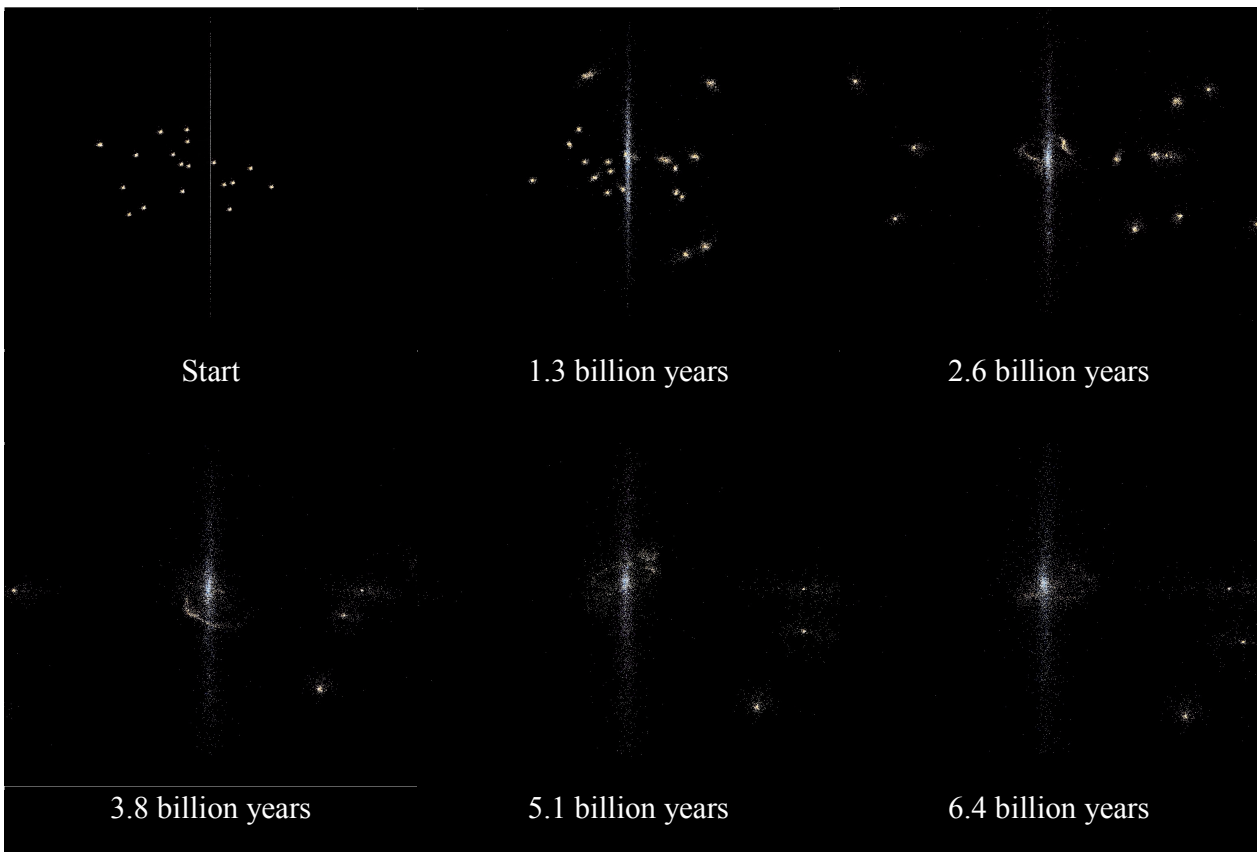 Start
1.3 billion years
2.6 billion years
3.8 billion years
5.1 billion years
6.4 billion years